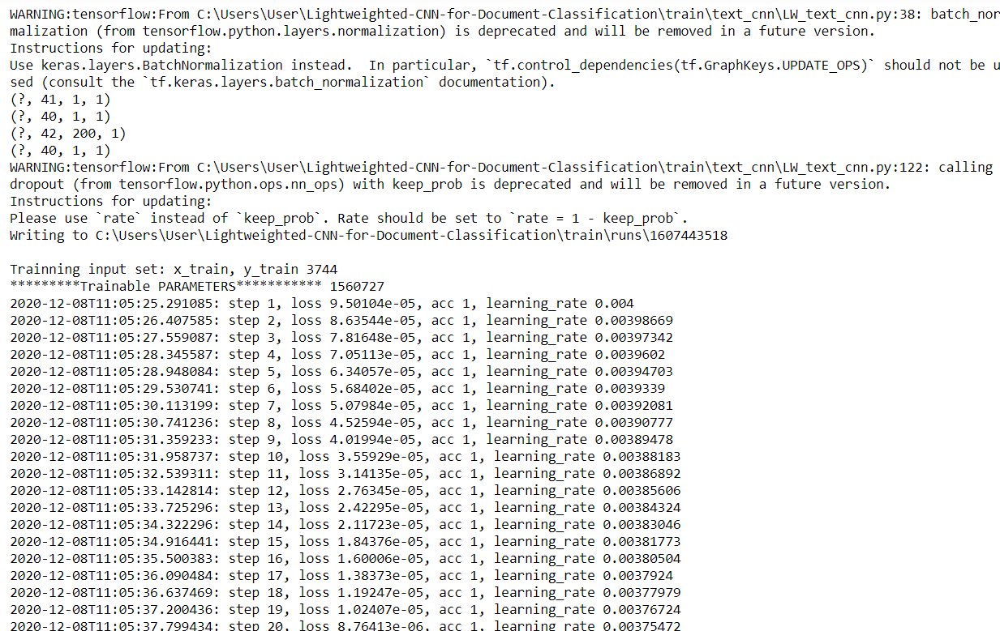 WARNING:tensorflow:From C:\Users\User\Lightweighted-CNN-for-Document-Classification\train\text_cnn\LW_text_cnn.py:38: batch_nor
malization (from tensorflow.python.layers.normalization) is deprecated and will be removed in a future version.
Instructions for updating:
Use keras.layers.BatchNormalization instead.  In particular, `tf.control_dependencies(tf.GraphKeys.UPDATE_OPS)` should not be u
sed (consult the `tf.keras.layers.batch_normalization` documentation).
(?, 41, 1, 1)
(?, 40, 1, 1)
(?, 42, 200, 1)
(?, 40, 1, 1)
WARNING:tensorflow:From C:\Users\User\Lightweighted-CNN-for-Document-Classification\train\text_cnn\LW_text_cnn.py:122: calling
dropout (from tensorflow.python.ops.nn_ops) with keep_prob is deprecated and will be removed in a future version.
Instructions for updating:
Please use `rate` instead of `keep_prob`. Rate should be set to `rate = 1 - keep_prob`.
Writing to C:\Users\User\Lightweighted-CNN-for-Document-Classification\train\runs\1607443518
Trainning input set: x_train, y_train 3744
*********Trainable PARAMETERS*********** 1560727
2020-12-08T11:05:25.291085: step 1, loss 9.50104e-05, acc 1, learning_rate 0.004
2020-12-08T11:05:26.407585: step 2, loss 8.63544e-05, acc 1, learning_rate 0.00398669
2020-12-08T11:05:27.559087: step 3, loss 7.81648e-05, acc 1, learning_rate 0.00397342
2020-12-08T11:05:28.345587: step 4, loss 7.05113e-05, acc 1, learning_rate 0.0039602
2020-12-08T11:05:28.948084: step 5, loss 6.34057e-05, acc 1, learning_rate 0.00394703
2020-12-08T11:05:29.530741: step 6, loss 5.68402e-05, acc 1, learning_rate 0.0039339
2020-12-08T11:05:30.113199: step 7, loss 5.07984e-05, acc 1, learning_rate 0.00392081
2020-12-08T11:05:30.741236: step 8, loss 4.52594e-05, acc 1, learning_rate 0.00390777
2020-12-08T11:05:31.359233: step 9, loss 4.01994e-05, acc 1, learning_rate 0.00389478
2020-12-08T11:05:31.958737: step 10, loss 3.55929e-05, acc 1, learning_rate 0.00388183
2020-12-08T11:05:32.539311: step 11, loss 3.14135e-05, acc 1, learning_rate 0.00386892
2020-12-08T11:05:33.142814: step 12, loss 2.76345e-05, acc 1, learning_rate 0.00385606
2020-12-08T11:05:33.725296: step 13, loss 2.42295e-05, acc 1, learning_rate 0.00384324
2020-12-08T11:05:34.322296: step 14, loss 2.11723e-05, acc 1, learning_rate 0.00383046
2020-12-08T11:05:34.916441: step 15, loss 1.84376e-05, acc 1, learning_rate 0.00381773
2020-12-08T11:05:35.500383: step 16, loss 1.60006e-05, acc 1, learning_rate 0.00380504
2020-12-08T11:05:36.090484: step 17, loss 1.38373e-05, acc 1, learning_rate 0.0037924
2020-12-08T11:05:36.637469: step 18, loss 1.19247e-05, acc 1, learning_rate 0.00377979
2020-12-08T11:05:37.200436: step 19, loss 1.02407e-05, acc 1, learning_rate 0.00376724
2020-12-08T11:05:37.799434: step 20, loss 8.76413e-06, acc 1, learning_rate 0.00375472